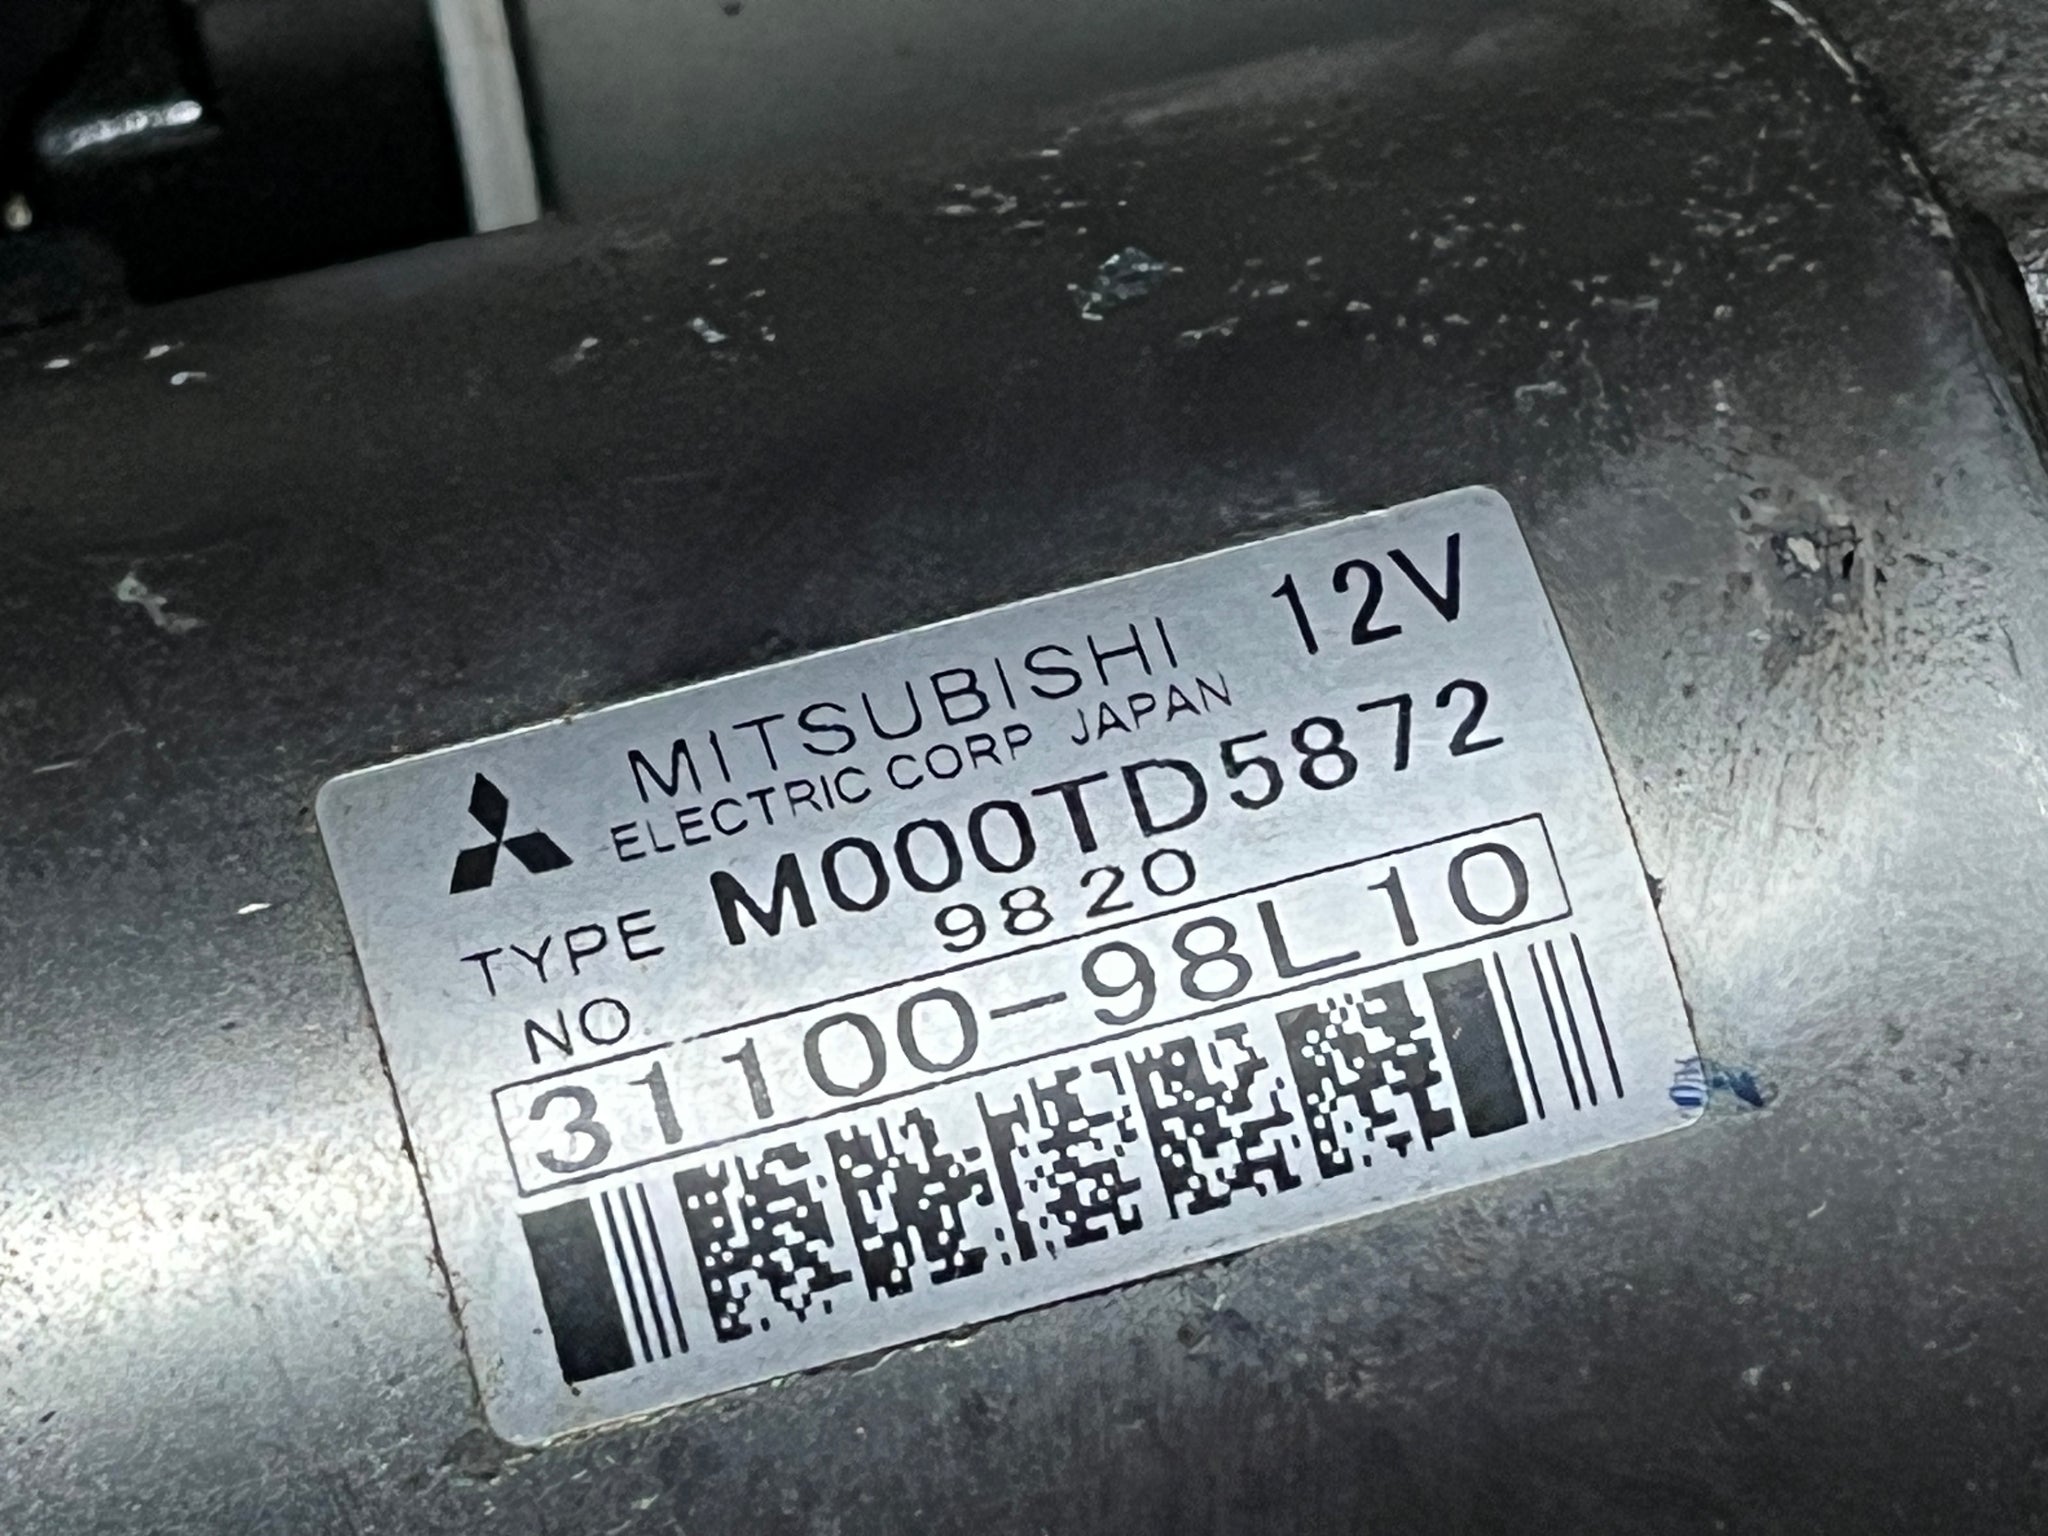 MITSUBISHI 12V
ELECTRIC CORP JAPAN
TYPE M000TD5872
NO 9820
31100-98L10